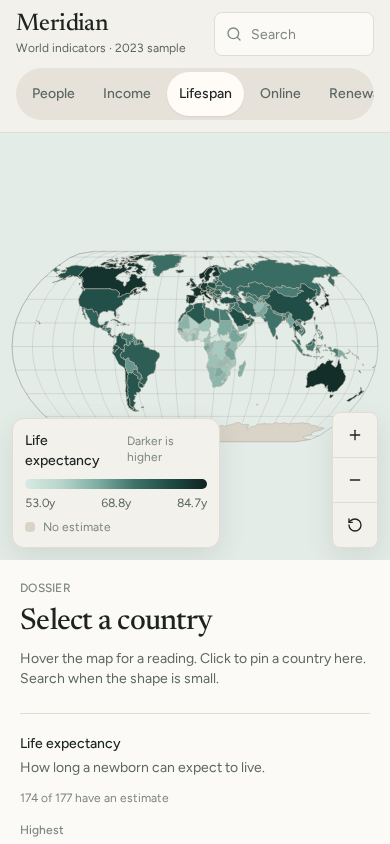 Meridian
World indicators · 2023 sample
Search
People Income Lifespan Online Renewa
Life expectancy
Darker is higher
53.0y 68.8y 84.7y
No estimate
DOSSIER
Select a country
Hover the map for a reading. Click to pin a country here.
Search when the shape is small.
Life expectancy
How long a newborn can expect to live.
174 of 177 have an estimate
Highest